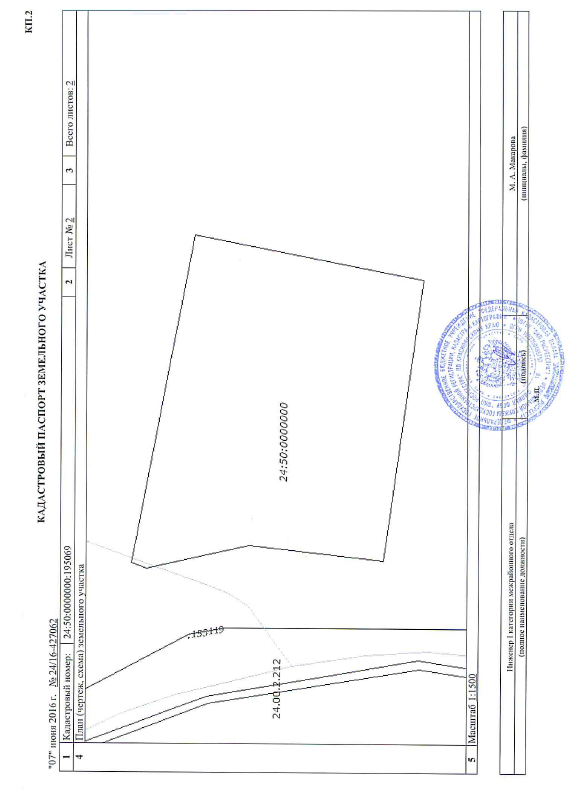 КП.2
КАДАСТРОВЫЙ ПАСПОРТ ЗЕМЕЛЬНОГО УЧАСТКА
"07" июня 2016 г. № 24/16-427062
1 Кадастровый номер: 24:50:0000000:195069 2 Лист № 2 3 Всего листов: 2
4 План (чертеж, схема) земельного участка
24:50:0000000
:155119
24.00.2.212
5 Масштаб 1:1500
Инженер I категории межрайонного отдела М. А. Макарова
(полное наименование должности) (подпись) (инициалы, фамилия)
М.П.